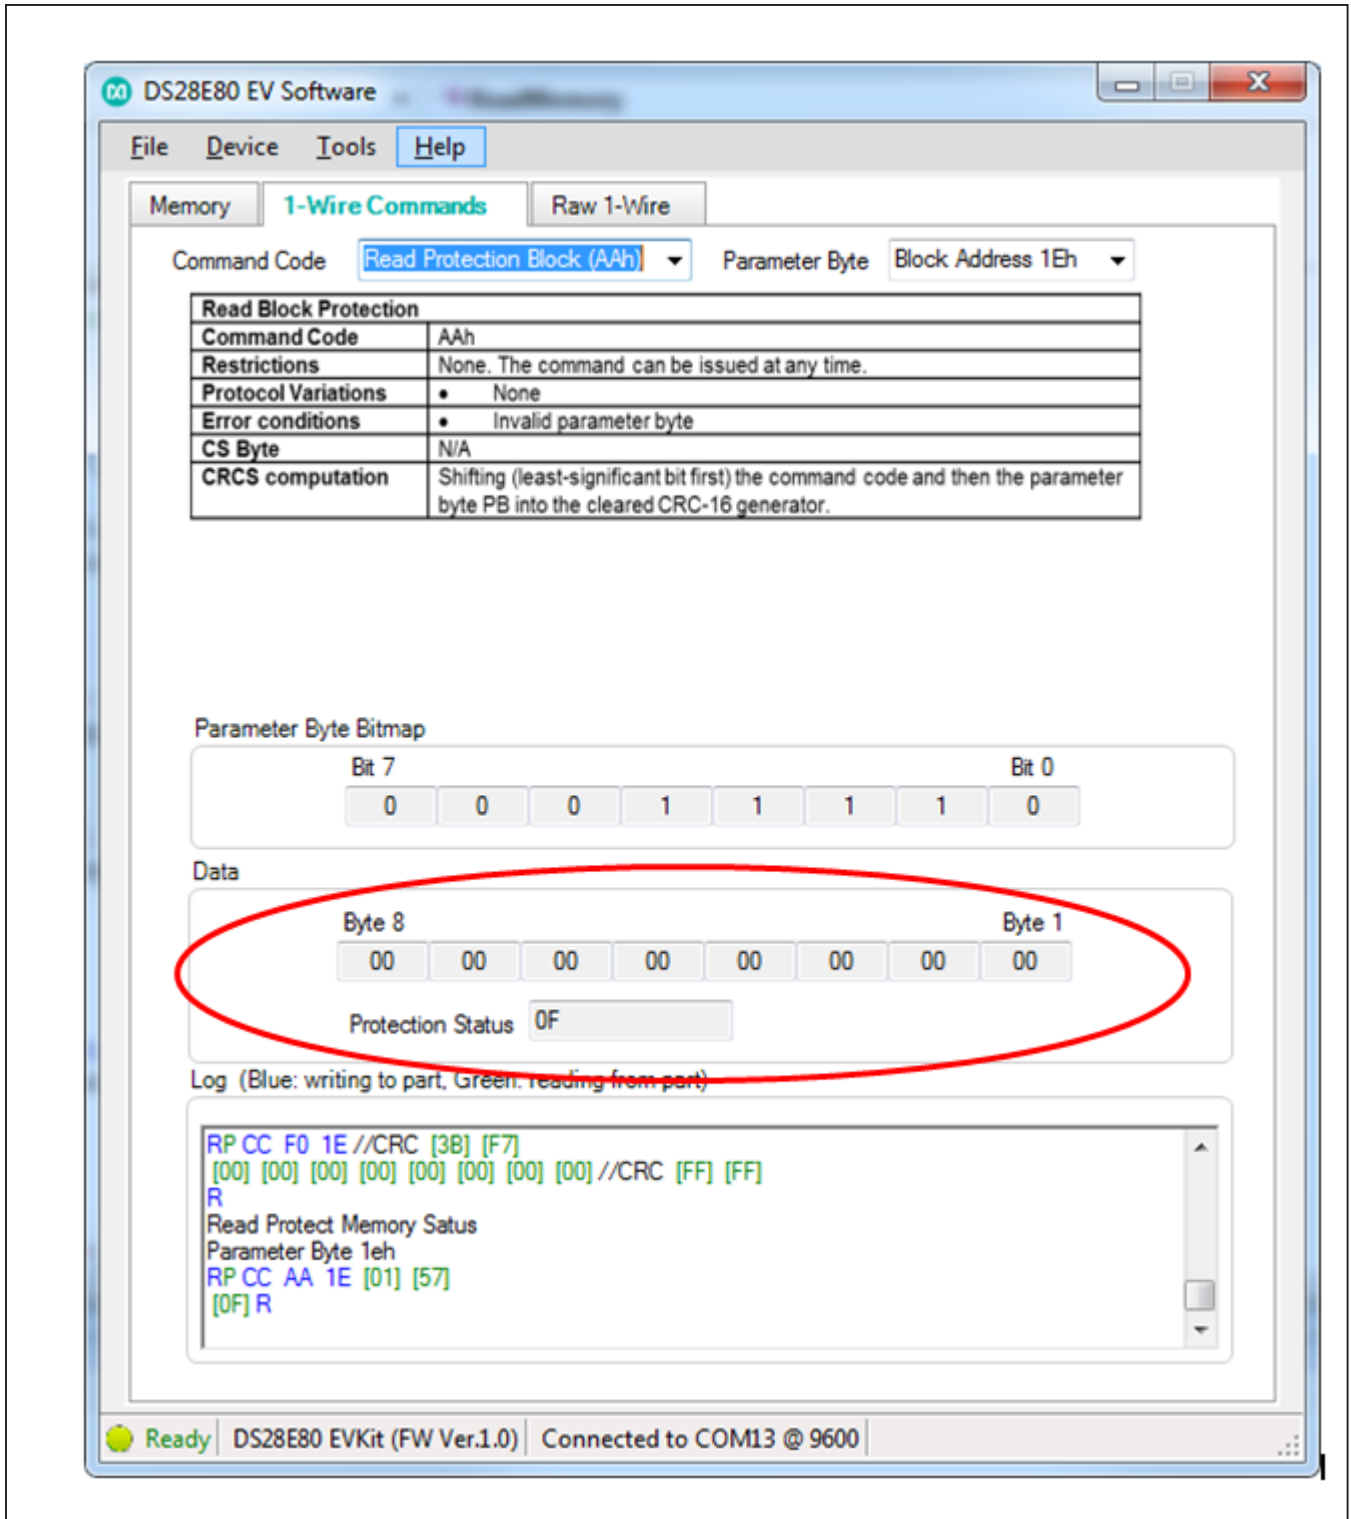 DS28E80 EV Software
File Device Tools Help
Memory 1-Wire Commands Raw 1-Wire
Command Code Read Protection Block (AAh) Parameter Byte Block Address 1Eh
Read Block Protection
Command Code AAh
Restrictions None. The command can be issued at any time.
Protocol Variations • None
Error conditions • Invalid parameter byte
CS Byte N/A
CRCS computation Shifting (least-significant bit first) the command code and then the parameter
byte PB into the cleared CRC-16 generator.
Parameter Byte Bitmap
Bit 7 Bit 0
0 0 0 1 1 1 1 0
Data
Byte 8 Byte 1
00 00 00 00 00 00 00 00
Protection Status 0F
Log (Blue: writing to part, Green: reading from part)
RP CC F0 1E //CRC [3B] [F7]
[00] [00] [00] [00] [00] [00] [00] [00] //CRC [FF] [FF]
R
Read Protect Memory Satus
Parameter Byte 1eh
RP CC AA 1E [01] [57]
[0F] R
Ready DS28E80 EVKit (FW Ver.1.0) Connected to COM13 @ 9600